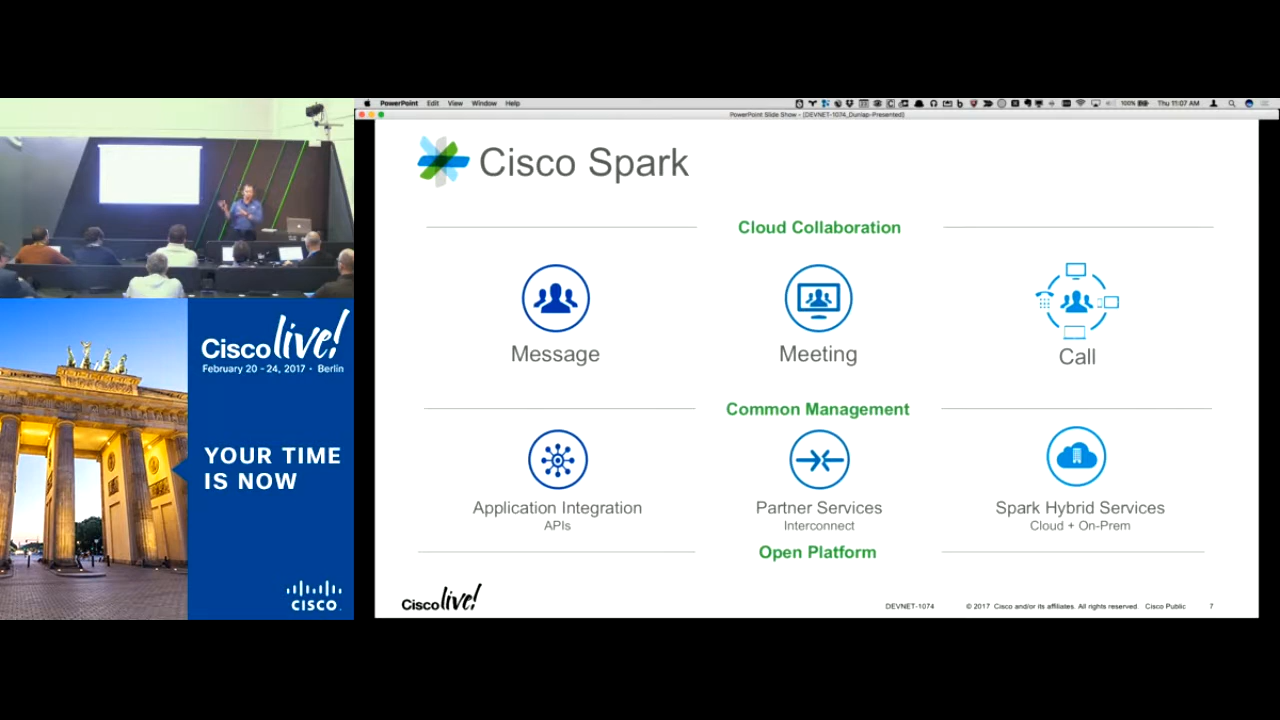 PowerPoint Edit View Window Help
100% Thu 11:07 AM
PowerPoint Slide Show - [DEVNET-1074_Dunlap-Presented]
Cisco Spark
Cloud Collaboration
Message Meeting Call
Common Management
Application Integration Partner Services Spark Hybrid Services
APIs Interconnect Cloud + On-Prem
Open Platform
Cisco live!
DEVNET-1074 © 2017 Cisco and/or its affiliates. All rights reserved. Cisco Public 7
Cisco live!
February 20 - 24, 2017 · Berlin
YOUR TIME
IS NOW
CISCO